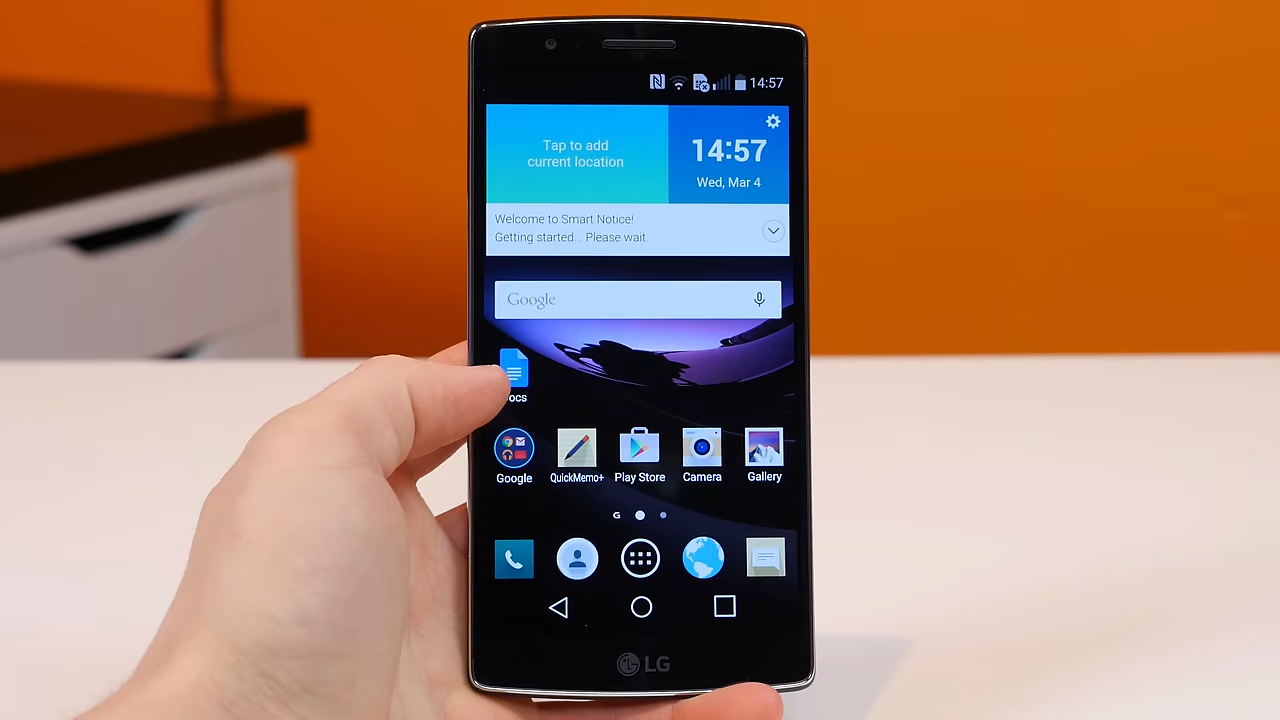 14:57
Tap to add
current location
14:57
Wed, Mar 4
Welcome to Smart Notice!
Getting started... Please wait.
Google
ocs
Google
QuickMemo+
Play Store
Camera
Gallery
G
LG